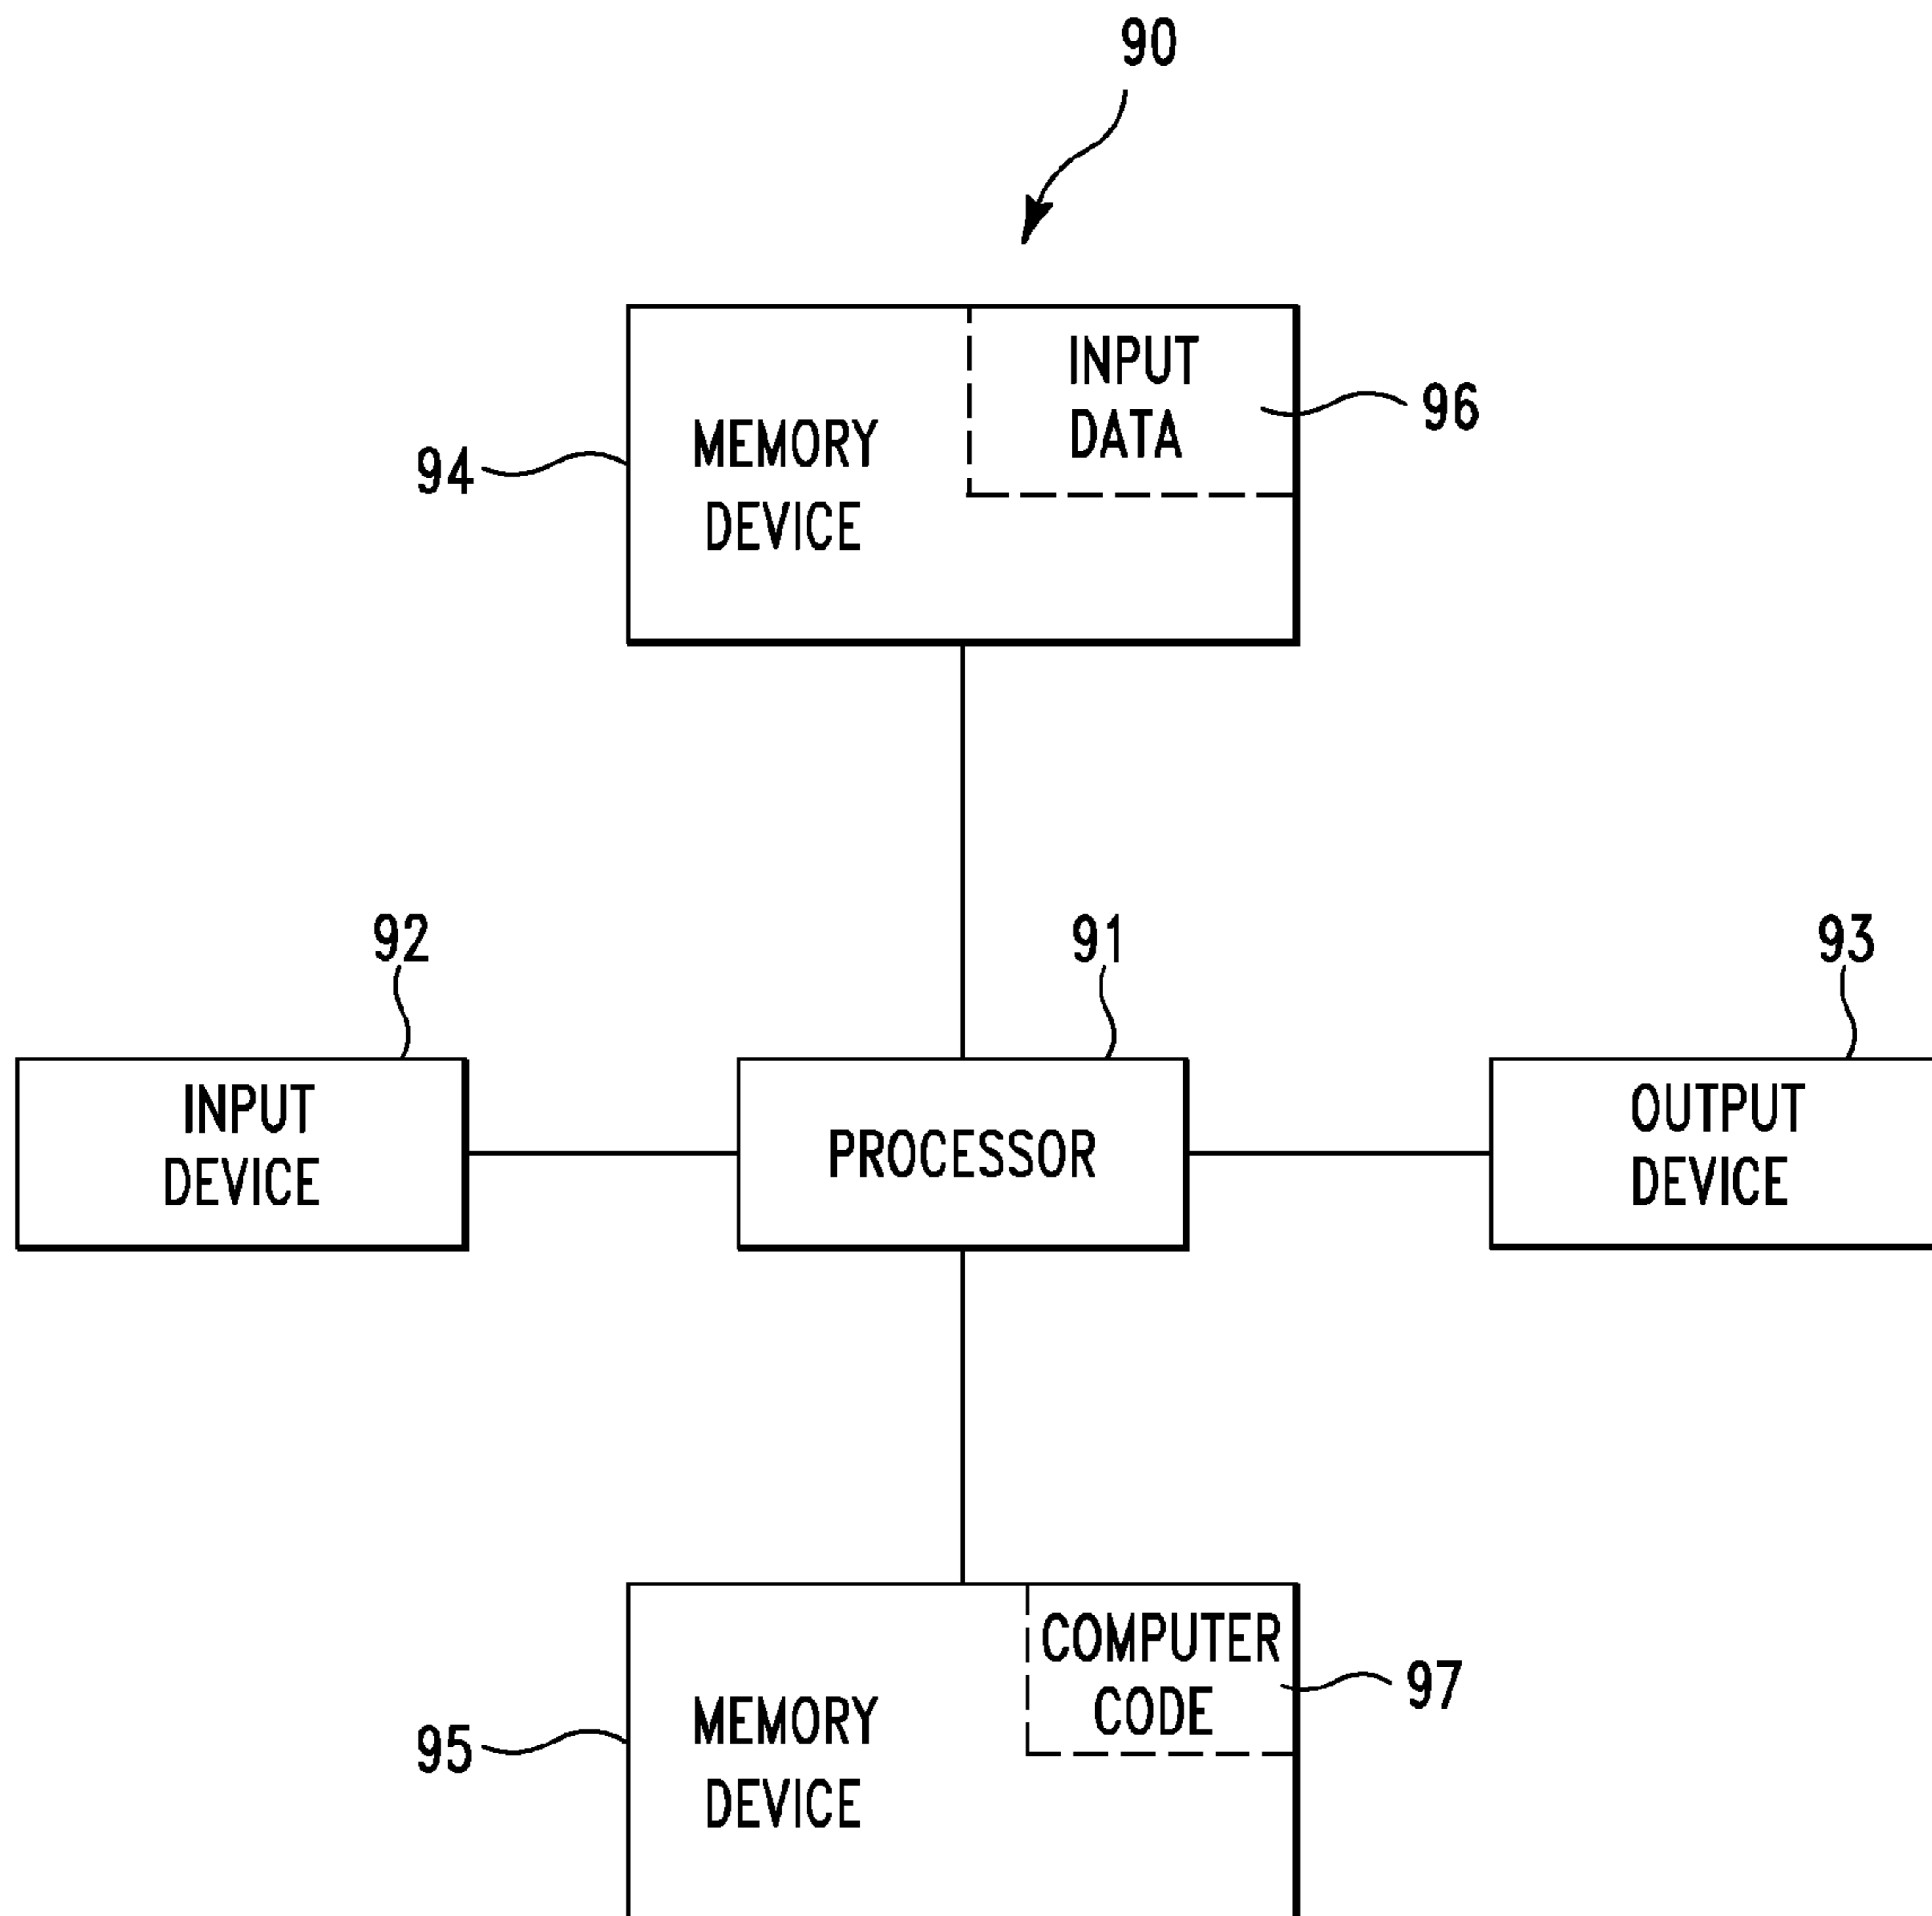 90
INPUT
DATA
96
MEMORY
DEVICE
94
92
91
93
INPUT
DEVICE
PROCESSOR
OUTPUT
DEVICE
COMPUTER
CODE
97
MEMORY
DEVICE
95